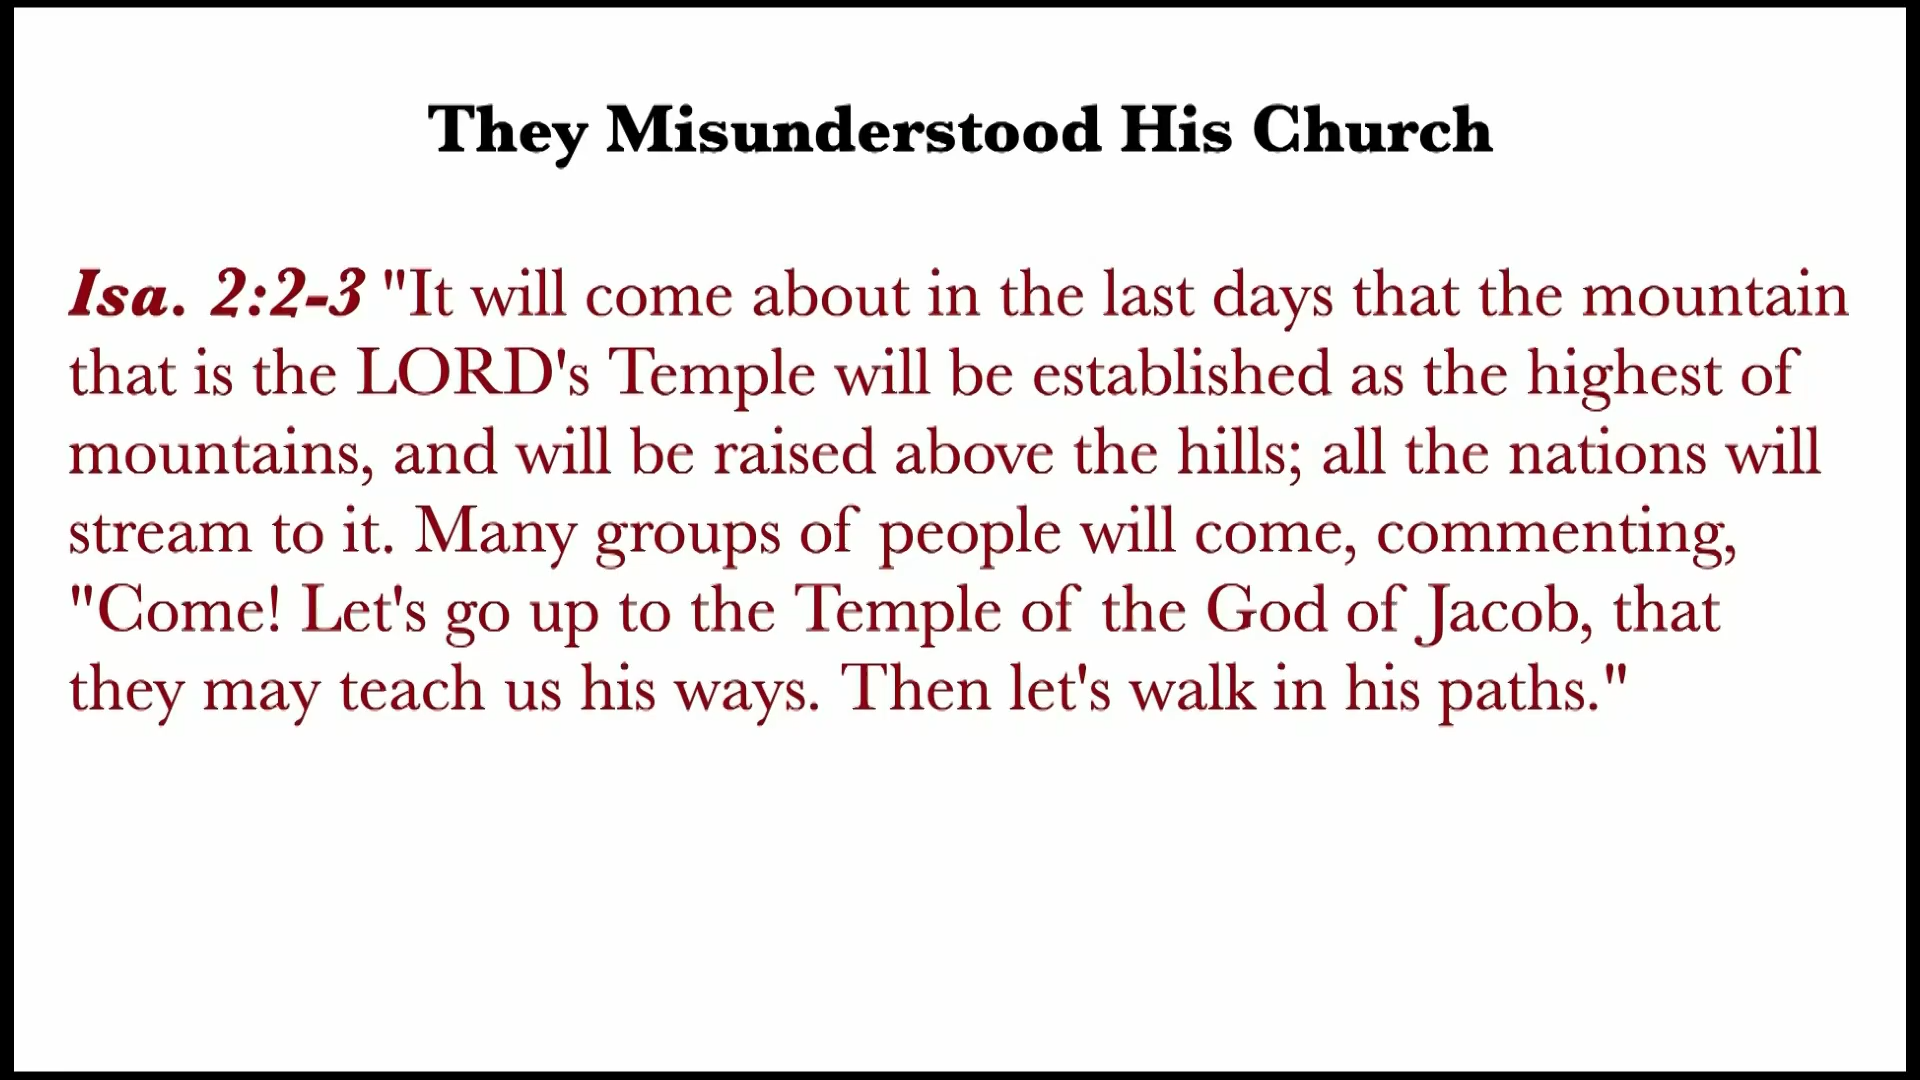 They Misunderstood His Church
Isa. 2:2-3 "It will come about in the last days that the mountain
that is the LORD's Temple will be established as the highest of
mountains, and will be raised above the hills; all the nations will
stream to it. Many groups of people will come, commenting,
"Come! Let's go up to the Temple of the God of Jacob, that
they may teach us his ways. Then let's walk in his paths."